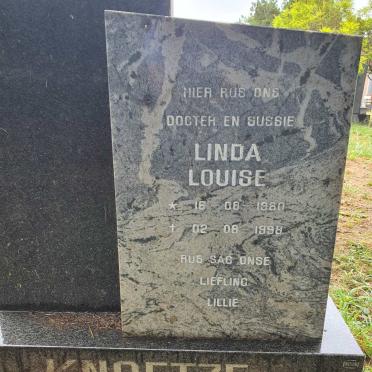 HIER RUS ONS
DOGTER EN SUSSIE
LINDA
LOUISE
* 16 · 08 · 1980
† 02 · 08 · 1998
RUS SAG ONSE
LIEFLING
LILLIE
KNOETZE